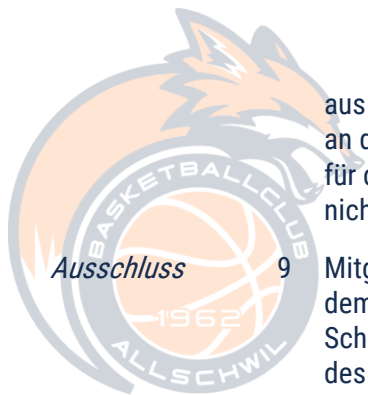 aus
an d
für d
nich
BASKETBALLCLUB
Ausschluss 9 Mitg
dem
1962
Sch
ALLSCHWIL
des